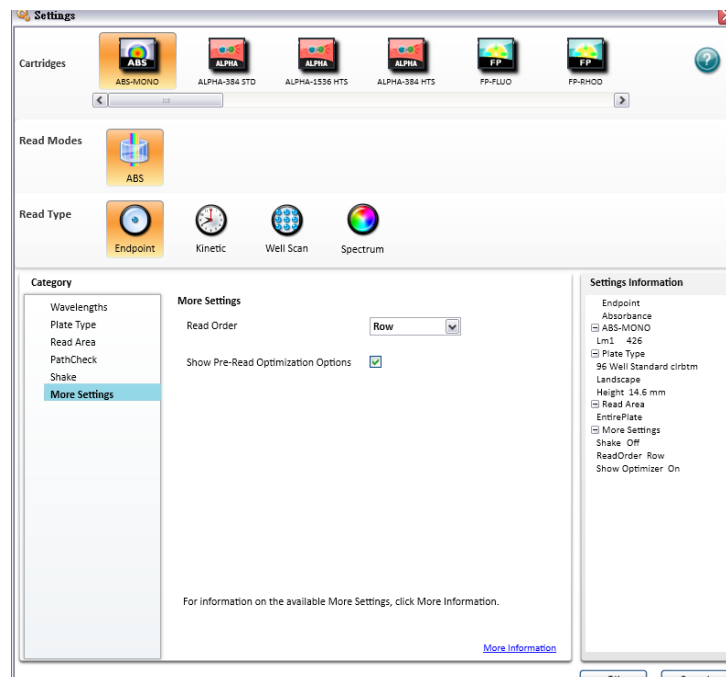 Settings
Cartridges
ABS
ALPHA
ALPHA
ALPHA
FP
FP
ABS-MONO
ALPHA-384 STD
ALPHA-1536 HTS
ALPHA-384 HTS
FP-FLUO
FP-RHOD
Read Modes
ABS
Read Type
Endpoint
Kinetic
Well Scan
Spectrum
Category
Wavelengths
Plate Type
Read Area
PathCheck
Shake
More Settings
More Settings
Read Order
Row
Show Pre-Read Optimization Options
For information on the available More Settings, click More Information.
More Information
Settings Information
Endpoint
Absorbance
ABS-MONO
Lm1 426
Plate Type
96 Well Standard clrbtm
Landscape
Height 14.6 mm
Read Area
EntirePlate
More Settings
Shake Off
ReadOrder Row
Show Optimizer On